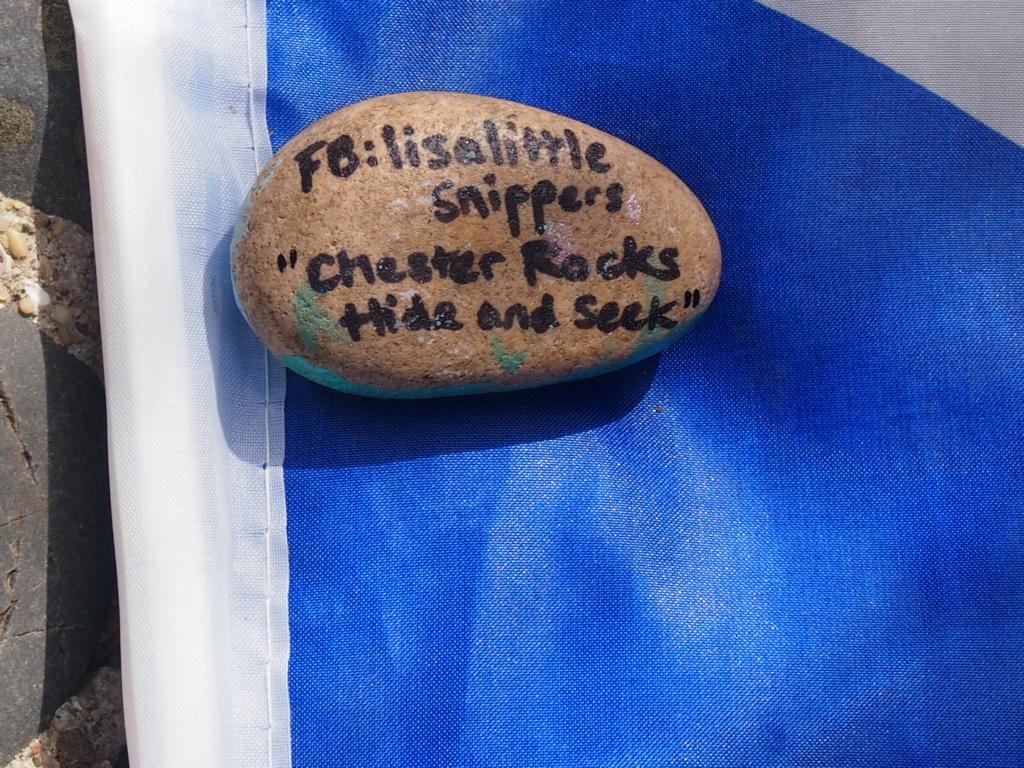 FB: lisalittle
snippers
"Chester Rocks
Hide and Seek"